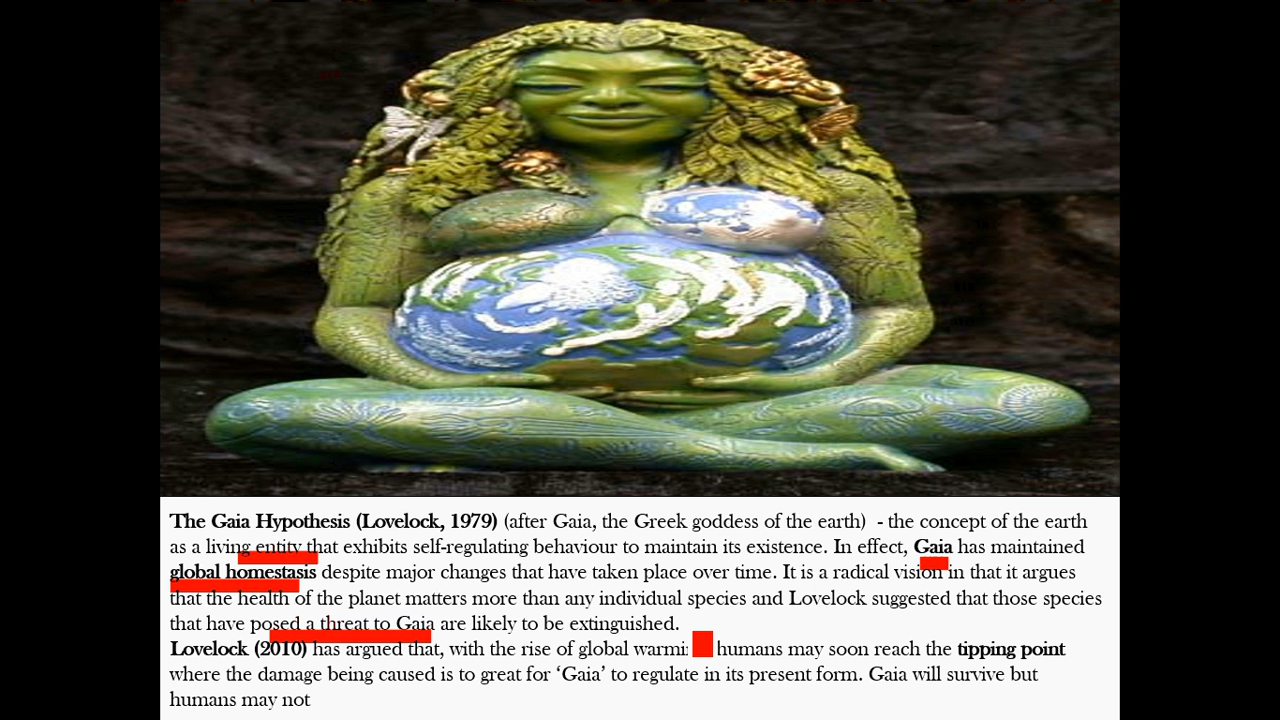 The Gaia Hypothesis (Lovelock, 1979) (after Gaia, the Greek goddess of the earth)  - the concept of the earth
as a living entity that exhibits self-regulating behaviour to maintain its existence. In effect, Gaia has maintained
global homestasis despite major changes that have taken place over time. It is a radical vision in that it argues
that the health of the planet matters more than any individual species and Lovelock suggested that those species
that have posed a threat to Gaia are likely to be extinguished.
Lovelock (2010) has argued that, with the rise of global warmi humans may soon reach the tipping point
where the damage being caused is to great for ‘Gaia’ to regulate in its present form. Gaia will survive but
humans may not